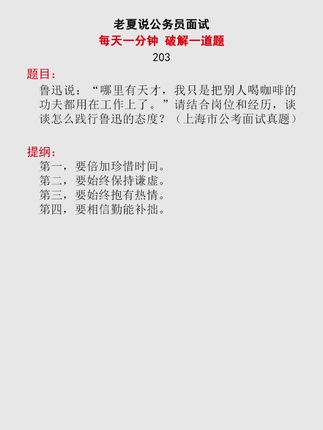 老夏说公务员面试
每天一分钟 破解一道题
203
题目：
鲁迅说：“哪里有天才，我只是把别人喝咖啡的
功夫都用在工作上了。”请结合岗位和经历，谈
谈怎么践行鲁迅的态度？（上海市公考面试真题）
提纲：
第一，要倍加珍惜时间。
第二，要始终保持谦虚。
第三，要始终抱有热情。
第四，要相信勤能补拙。